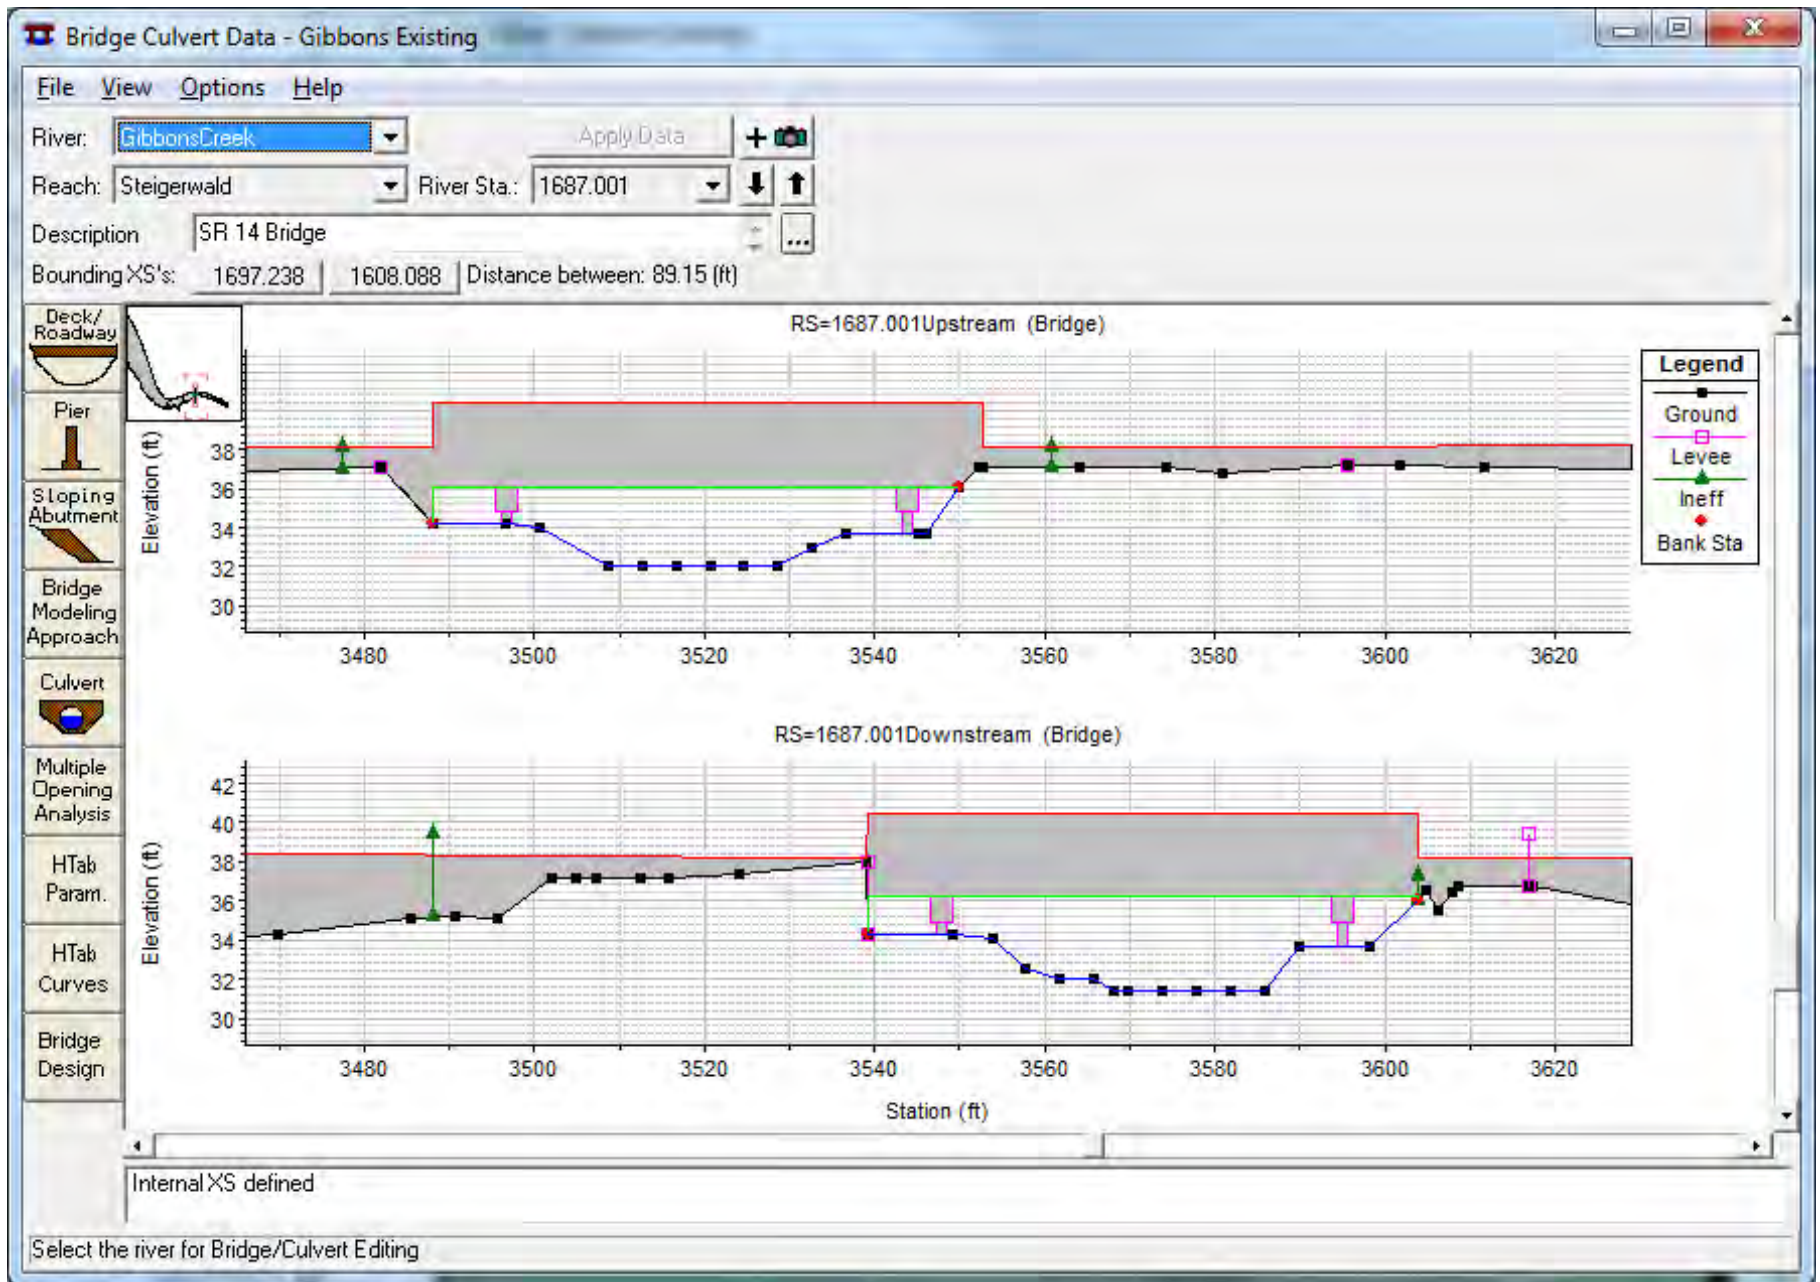 Bridge Culvert Data - Gibbons Existing
File View Options Help
River: GibbonsCreek Apply Data
Reach: Steigerwald River Sta.: 1687.001
Description SR 14 Bridge ...
Bounding XS's: 1697.238 1608.088 Distance between: 89.15 (ft)
Deck/
Roadway
Pier
Sloping
Abutment
Bridge
Modeling
Approach
Culvert
Multiple
Opening
Analysis
HTab
Param.
HTab
Curves
Bridge
Design
RS=1687.001Upstream (Bridge)
Elevation (ft)
38
36
34
32
30
3480 3500 3520 3540 3560 3580 3600 3620
Legend
Ground
Levee
Ineff
Bank Sta
RS=1687.001Downstream (Bridge)
Elevation (ft)
42
40
38
36
34
32
30
3480 3500 3520 3540 3560 3580 3600 3620
Station (ft)
Internal XS defined
Select the river for Bridge/Culvert Editing